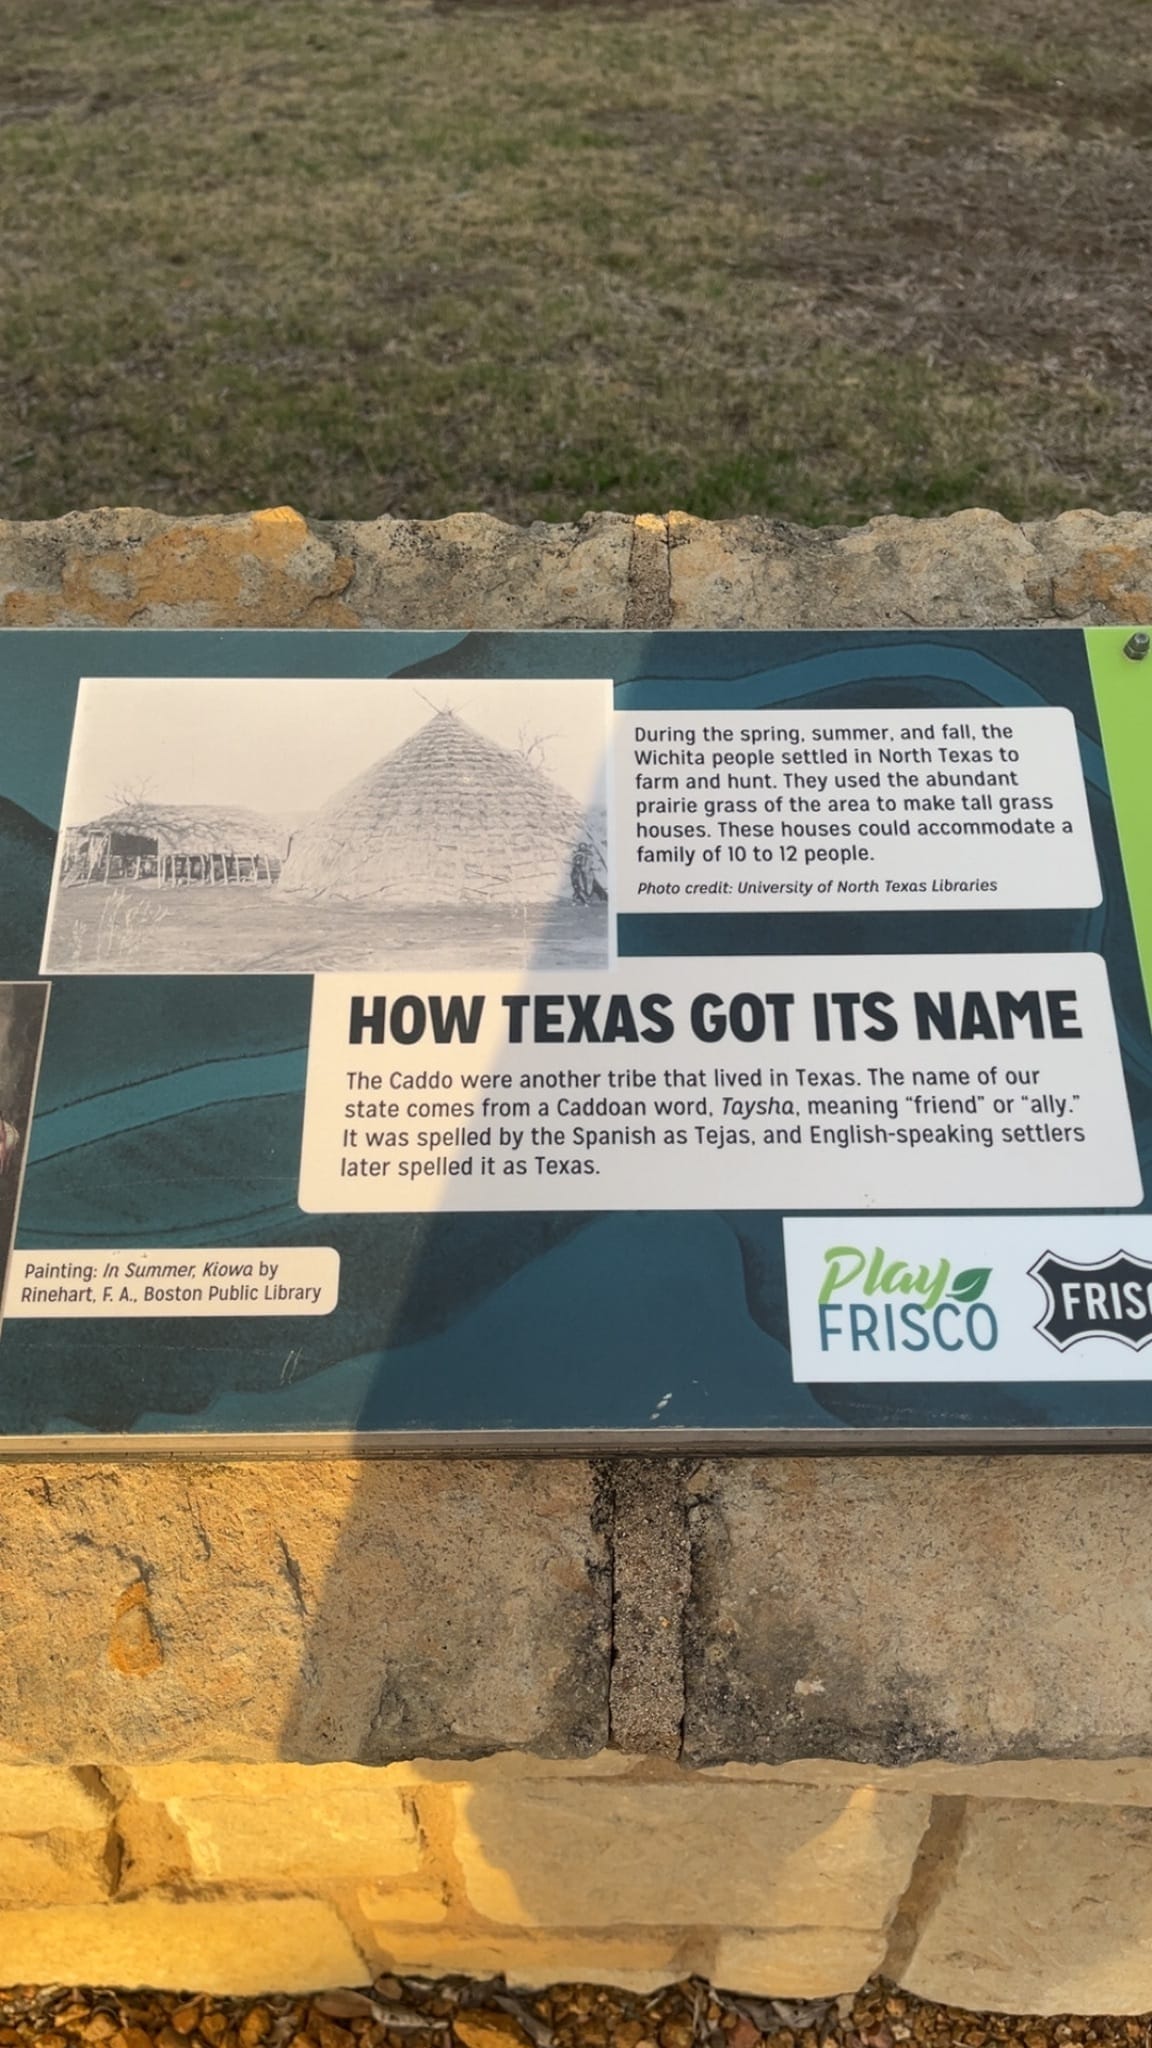 During the spring, summer, and fall, the
Wichita people settled in North Texas to
farm and hunt. They used the abundant
prairie grass of the area to make tall grass
houses. These houses could accommodate a
family of 10 to 12 people.
Photo credit: University of North Texas Libraries
HOW TEXAS GOT ITS NAME
The Caddo were another tribe that lived in Texas. The name of our
state comes from a Caddoan word, Taysha, meaning “friend” or “ally.”
It was spelled by the Spanish as Tejas, and English-speaking settlers
later spelled it as Texas.
Painting: In Summer, Kiowa by
Rinehart, F. A., Boston Public Library
Play
FRISCO